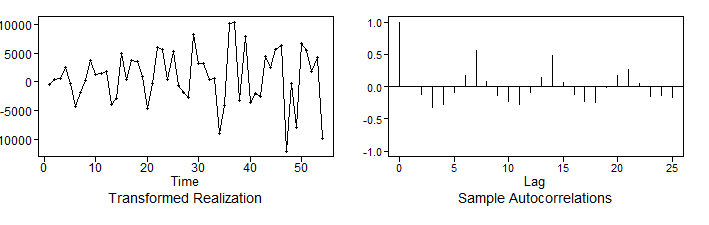 10000
5000
0
-5000
10000
0 10 20 30 40 50
Time
Transformed Realization
1.0
0.5
0.0
-0.5
-1.0
0 5 10 15 20 25
Lag
Sample Autocorrelations